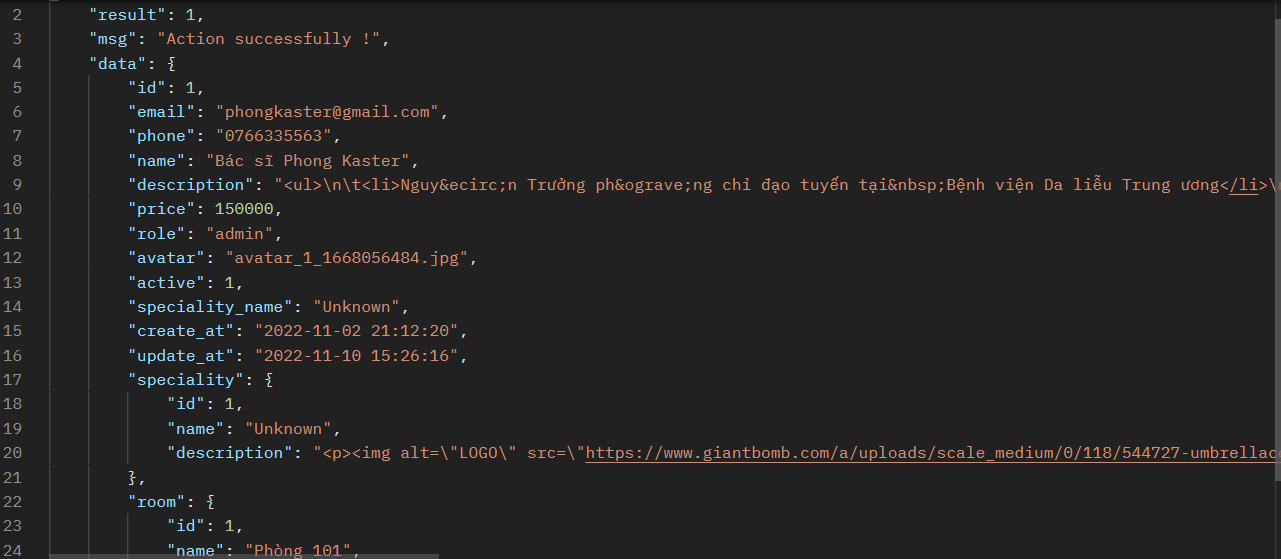 2 "result": 1,
3 "msg": "Action successfully !",
4 "data": {
5 "id": 1,
6 "email": "phongkaster@gmail.com",
7 "phone": "0766335563",
8 "name": "Bác sĩ Phong Kaster",
9 "description": "<ul>\n\t<li>Nguy&ecirc;n Trưởng ph&ograve;ng chỉ đạo tuyến tại&nbsp;Bệnh viện Da liễu Trung ương</li>\
10 "price": 150000,
11 "role": "admin",
12 "avatar": "avatar_1_1668056484.jpg",
13 "active": 1,
14 "speciality_name": "Unknown",
15 "create_at": "2022-11-02 21:12:20",
16 "update_at": "2022-11-10 15:26:16",
17 "speciality": {
18 "id": 1,
19 "name": "Unknown",
20 "description": "<p><img alt=\"LOGO\" src=\"https://www.giantbomb.com/a/uploads/scale_medium/0/118/544727-umbrellac
21 },
22 "room": {
23 "id": 1,
24 "name": "Phòng 101",